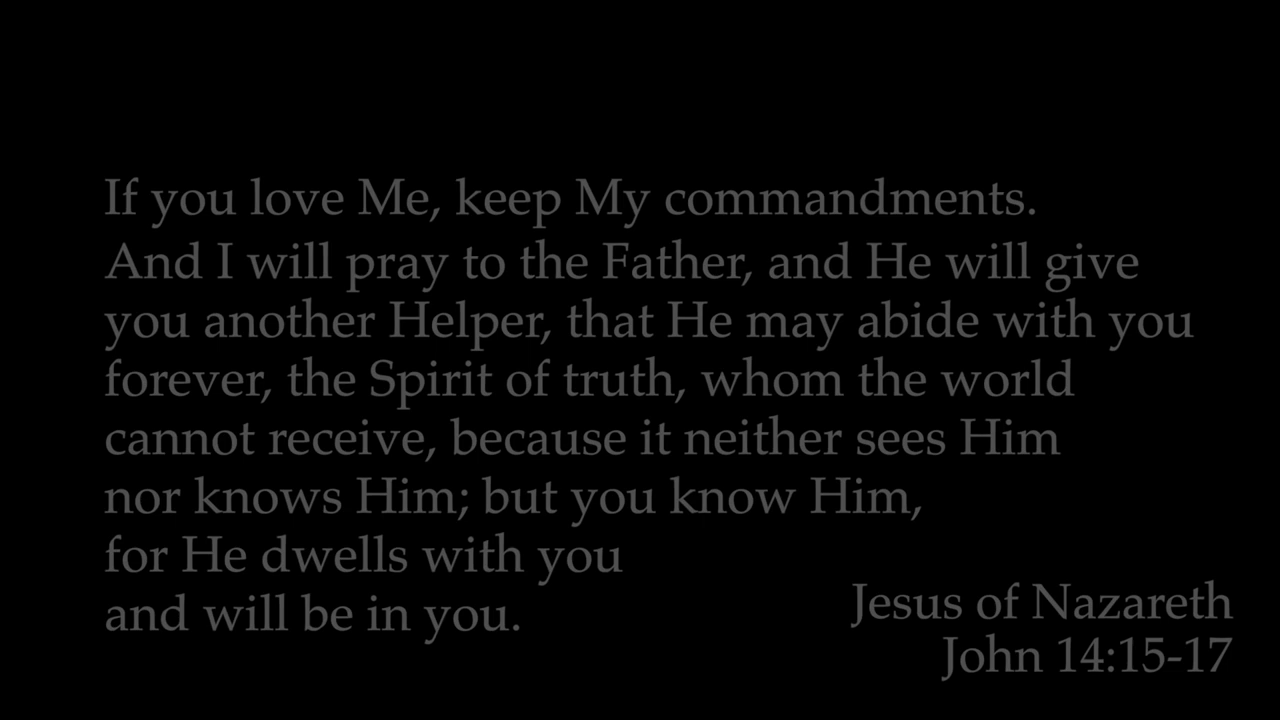 If you love Me, keep My commandments.
And I will pray to the Father, and He will give
you another Helper, that He may abide with you
forever, the Spirit of truth, whom the world
cannot receive, because it neither sees Him
nor knows Him; but you know Him,
for He dwells with you
and will be in you.
Jesus of Nazareth
John 14:15-17